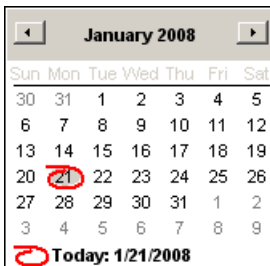 January 2008
Sun Mon Tue Wed Thu Fri Sat
30 31 1 2 3 4 5
6 7 8 9 10 11 12
13 14 15 16 17 18 19
20 21 22 23 24 25 26
27 28 29 30 31 1 2
3 4 5 6 7 8 9
Today: 1/21/2008